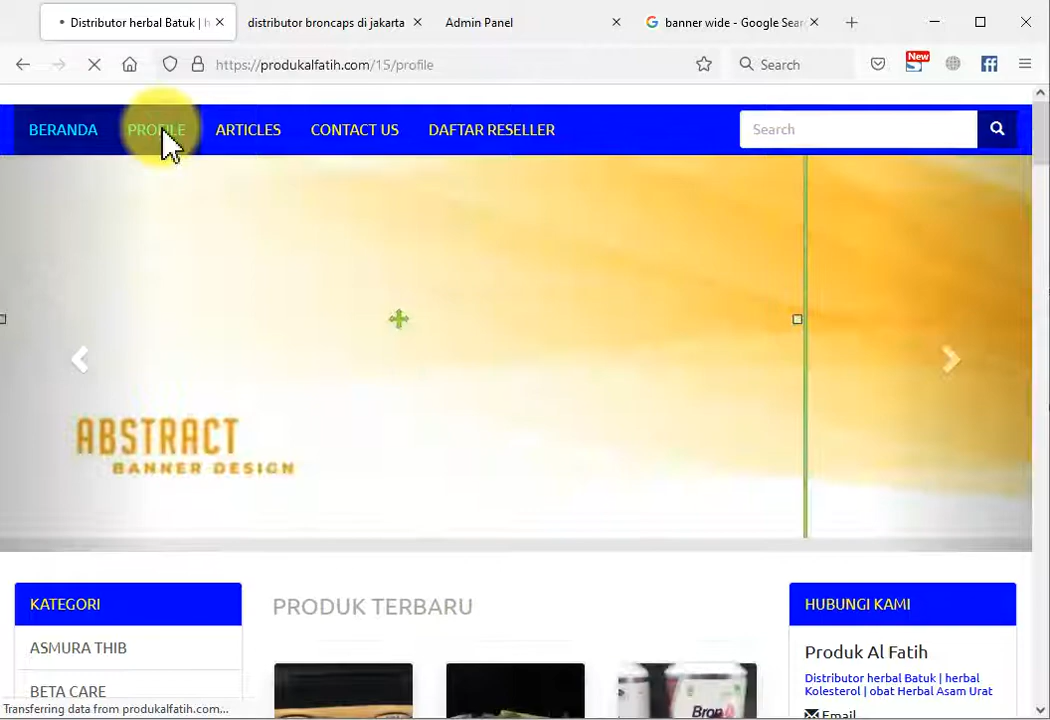 Distributor herbal Batuk | h
distributor broncaps di jakarta
Admin Panel
banner wide - Google Sear
https://produkalfatih.com/15/profile
Search
New
BERANDA
PROFILE
ARTICLES
CONTACT US
DAFTAR RESELLER
Search
ABSTRACT
BANNER DESIGN
KATEGORI
PRODUK TERBARU
HUBUNGI KAMI
ASMURA THIB
Produk Al Fatih
Distributor herbal Batuk | herbal
Kolesterol | obat Herbal Asam Urat
BETA CARE
Bron
Email
Transferring data from produkalfatih.com...